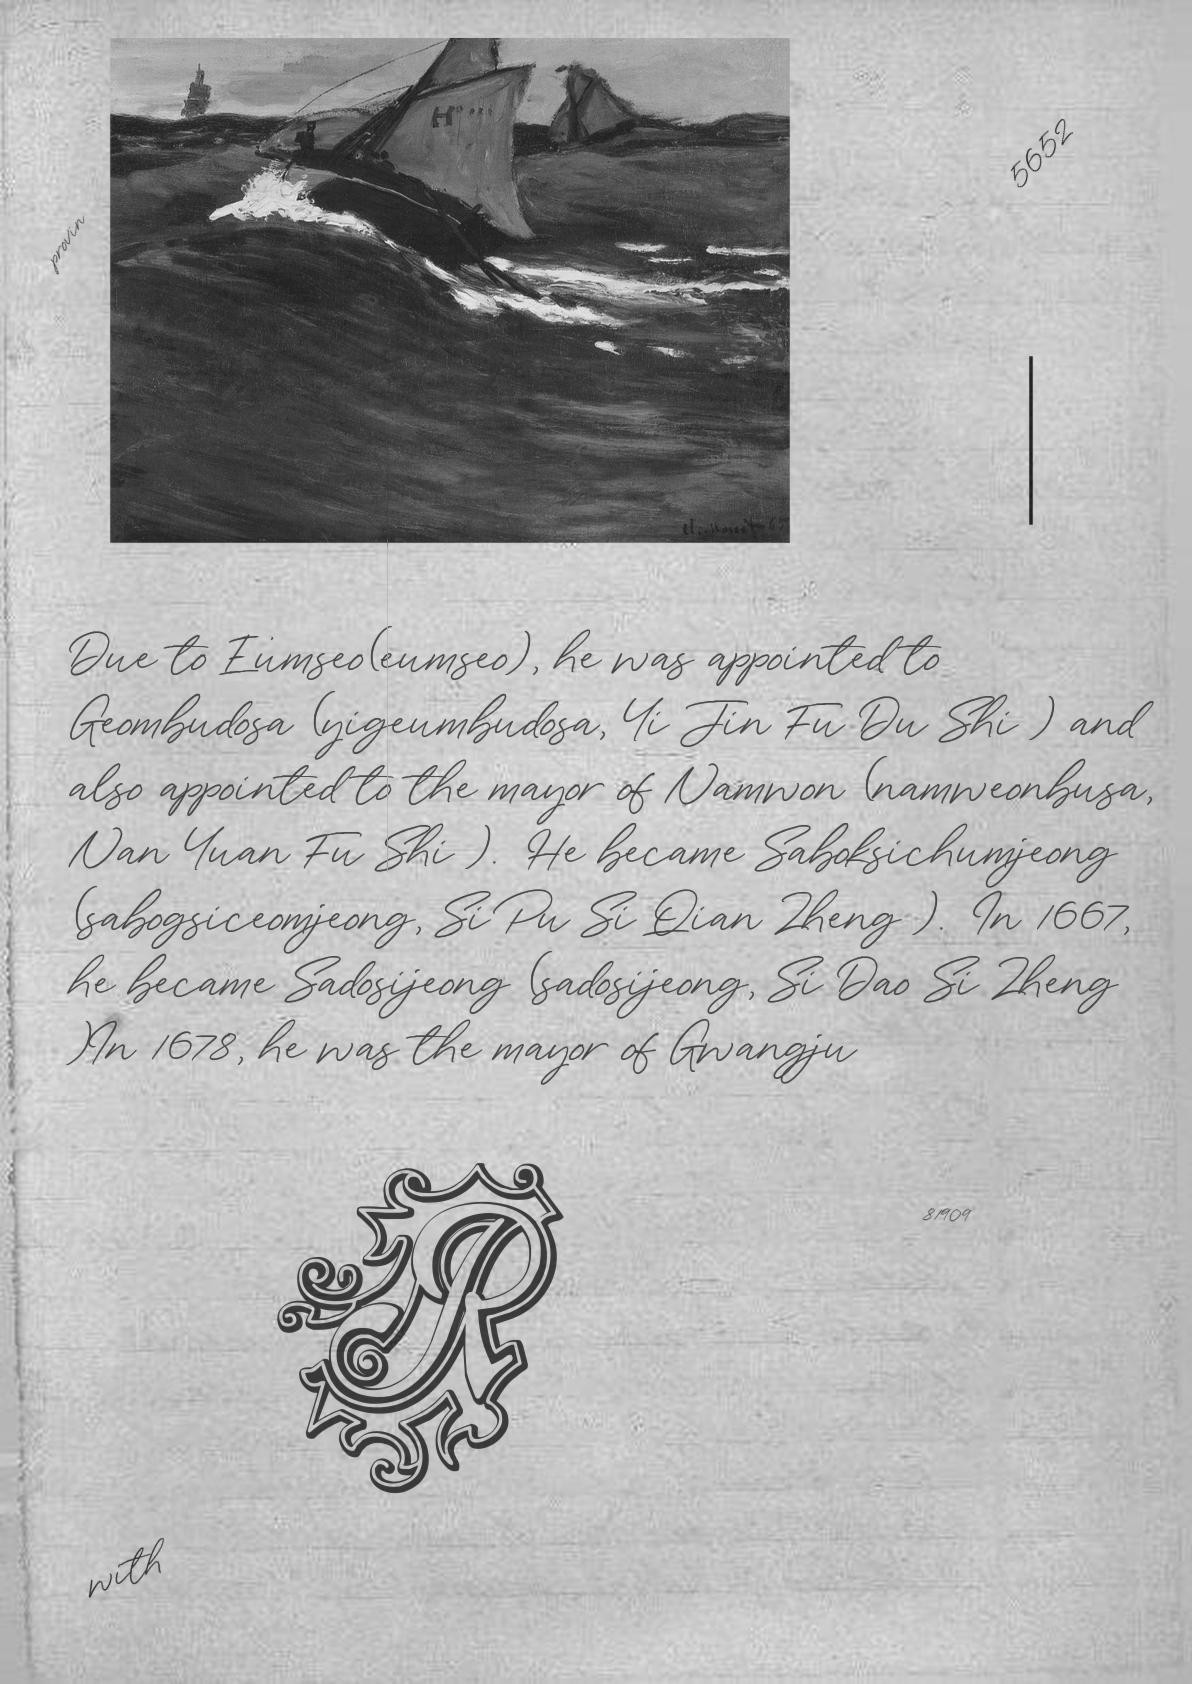 5652
provin
Due to Eumseo(eumseo), he was appointed to
Geombudosa (yigeumbudosa, Yi Jin Fu Du Shi ) and
also appointed to the mayor of Namwon (namweonbusa,
Nan Yuan Fu Shi ). He became Saboksichumjeong
(sabogsiceomjeong, Si Pu Si Qian Zheng ). In 1667,
he became Sadosijeong (sadosijeong, Si Dao Si Zheng
)In 1678, he was the mayor of Gwangju
81909
with